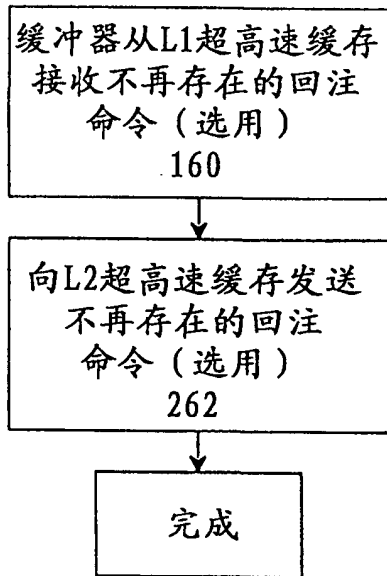 缓冲器从L1超高速缓存
接收不再存在的回注
命令（选用）
160
向L2超高速缓存发送
不再存在的回注
命令（选用）
262
完成